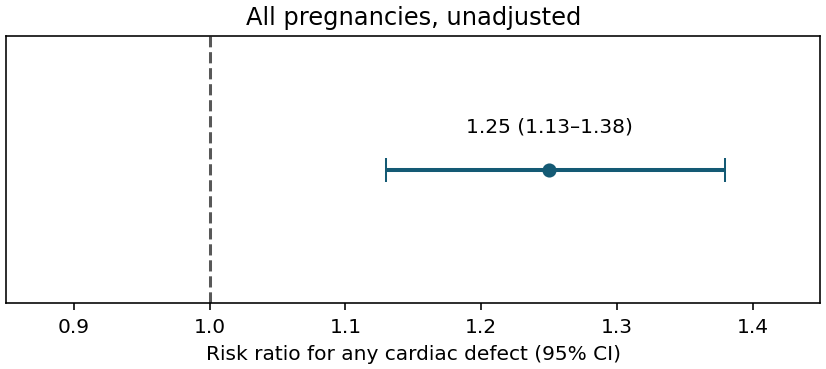 All pregnancies, unadjusted
1.25 (1.13–1.38)
0.9 1.0 1.1 1.2 1.3 1.4
Risk ratio for any cardiac defect (95% CI)